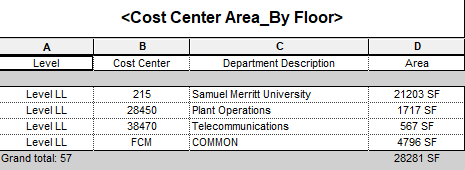 <Cost Center Area_By Floor>
A B C D
Level Cost Center Department Description Area
Level LL 215 Samuel Merritt University 21203 SF
Level LL 28450 Plant Operations 1717 SF
Level LL 38470 Telecommunications 567 SF
Level LL FCM COMMON 4796 SF
Grand total: 57 28281 SF